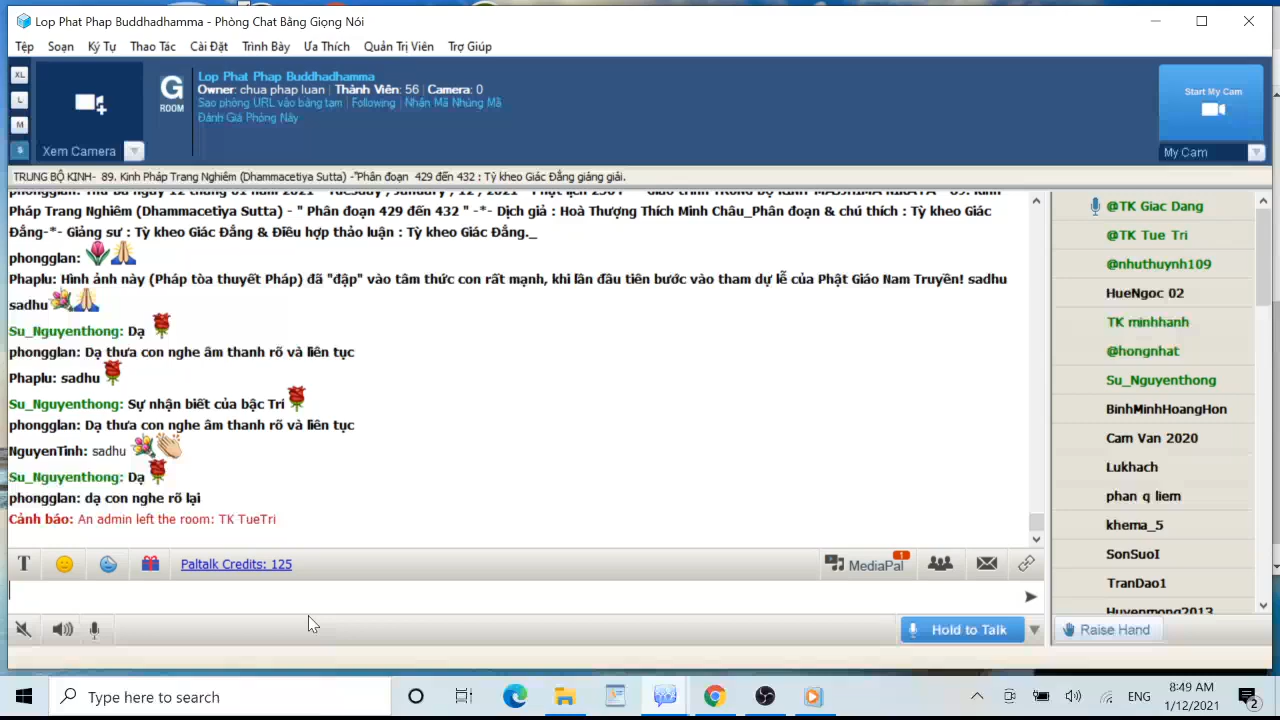 Lop Phat Phap Buddhadhamma - Phòng Chat Bằng Giọng Nói
Tệp Soạn Ký Tự Thao Tác Cài Đặt Trình Bày Ưa Thích Quản Trị Viên Trợ Giúp
XL
L
M
S
Xem Camera
G
ROOM
Lop Phat Phap Buddhadhamma
Owner: chua phap luan | Thành Viên: 56 | Camera: 0
Sao phỏng URL vào bảng tạm | Following | Nhấn Mã Nhúng Mã
Đánh Giá Phòng Này
Start My Cam
My Cam
TRUNG BỘ KINH- 89. Kinh Pháp Trang Nghiêm (Dhammacetiya Sutta) -"Phân đoạn 429 đến 432 : Tỳ kheo Giác Đẳng giảng giải.
Pháp Trang Nghiêm (Dhammacetiya Sutta) - " Phân đoạn 429 đến 432 " -*- Dịch giả : Hoà Thượng Thích Minh Châu_Phân đoạn & chú thích : Tỳ kheo Giác
Đẳng-*- Giảng sư : Tỳ kheo Giác Đẳng & Điều hợp thảo luận : Tỳ kheo Giác Đẳng._
phongglan:
Phaplu: Hình ảnh này (Pháp tòa thuyết Pháp) đã "đập" vào tâm thức con rất mạnh, khi lần đầu tiên bước vào tham dự lễ của Phật Giáo Nam Truyền! sadhu
sadhu
Su_Nguyenthong: Dạ
phongglan: Dạ thưa con nghe âm thanh rõ và liên tục
Phaplu: sadhu
Su_Nguyenthong: Sự nhận biết của bậc Trí
phongglan: Dạ thưa con nghe âm thanh rõ và liên tục
NguyenTinh: sadhu
Su_Nguyenthong: Dạ
phongglan: dạ con nghe rõ lại
Cảnh báo: An admin left the room: TK TueTri
@TK Giac Dang
@TK Tue Tri
@nhuthuynh109
HueNgoc 02
TK minhhanh
@hongnhat
Su_Nguyenthong
BinhMinhHoangHon
Cam Van 2020
Lukhach
phan q liem
khema_5
SonSuoI
TranDao1
Huyenmong2013
T Paltalk Credits: 125 MediaPal 1
Hold to Talk Raise Hand
Type here to search
ENG
8:49 AM
1/12/2021
2